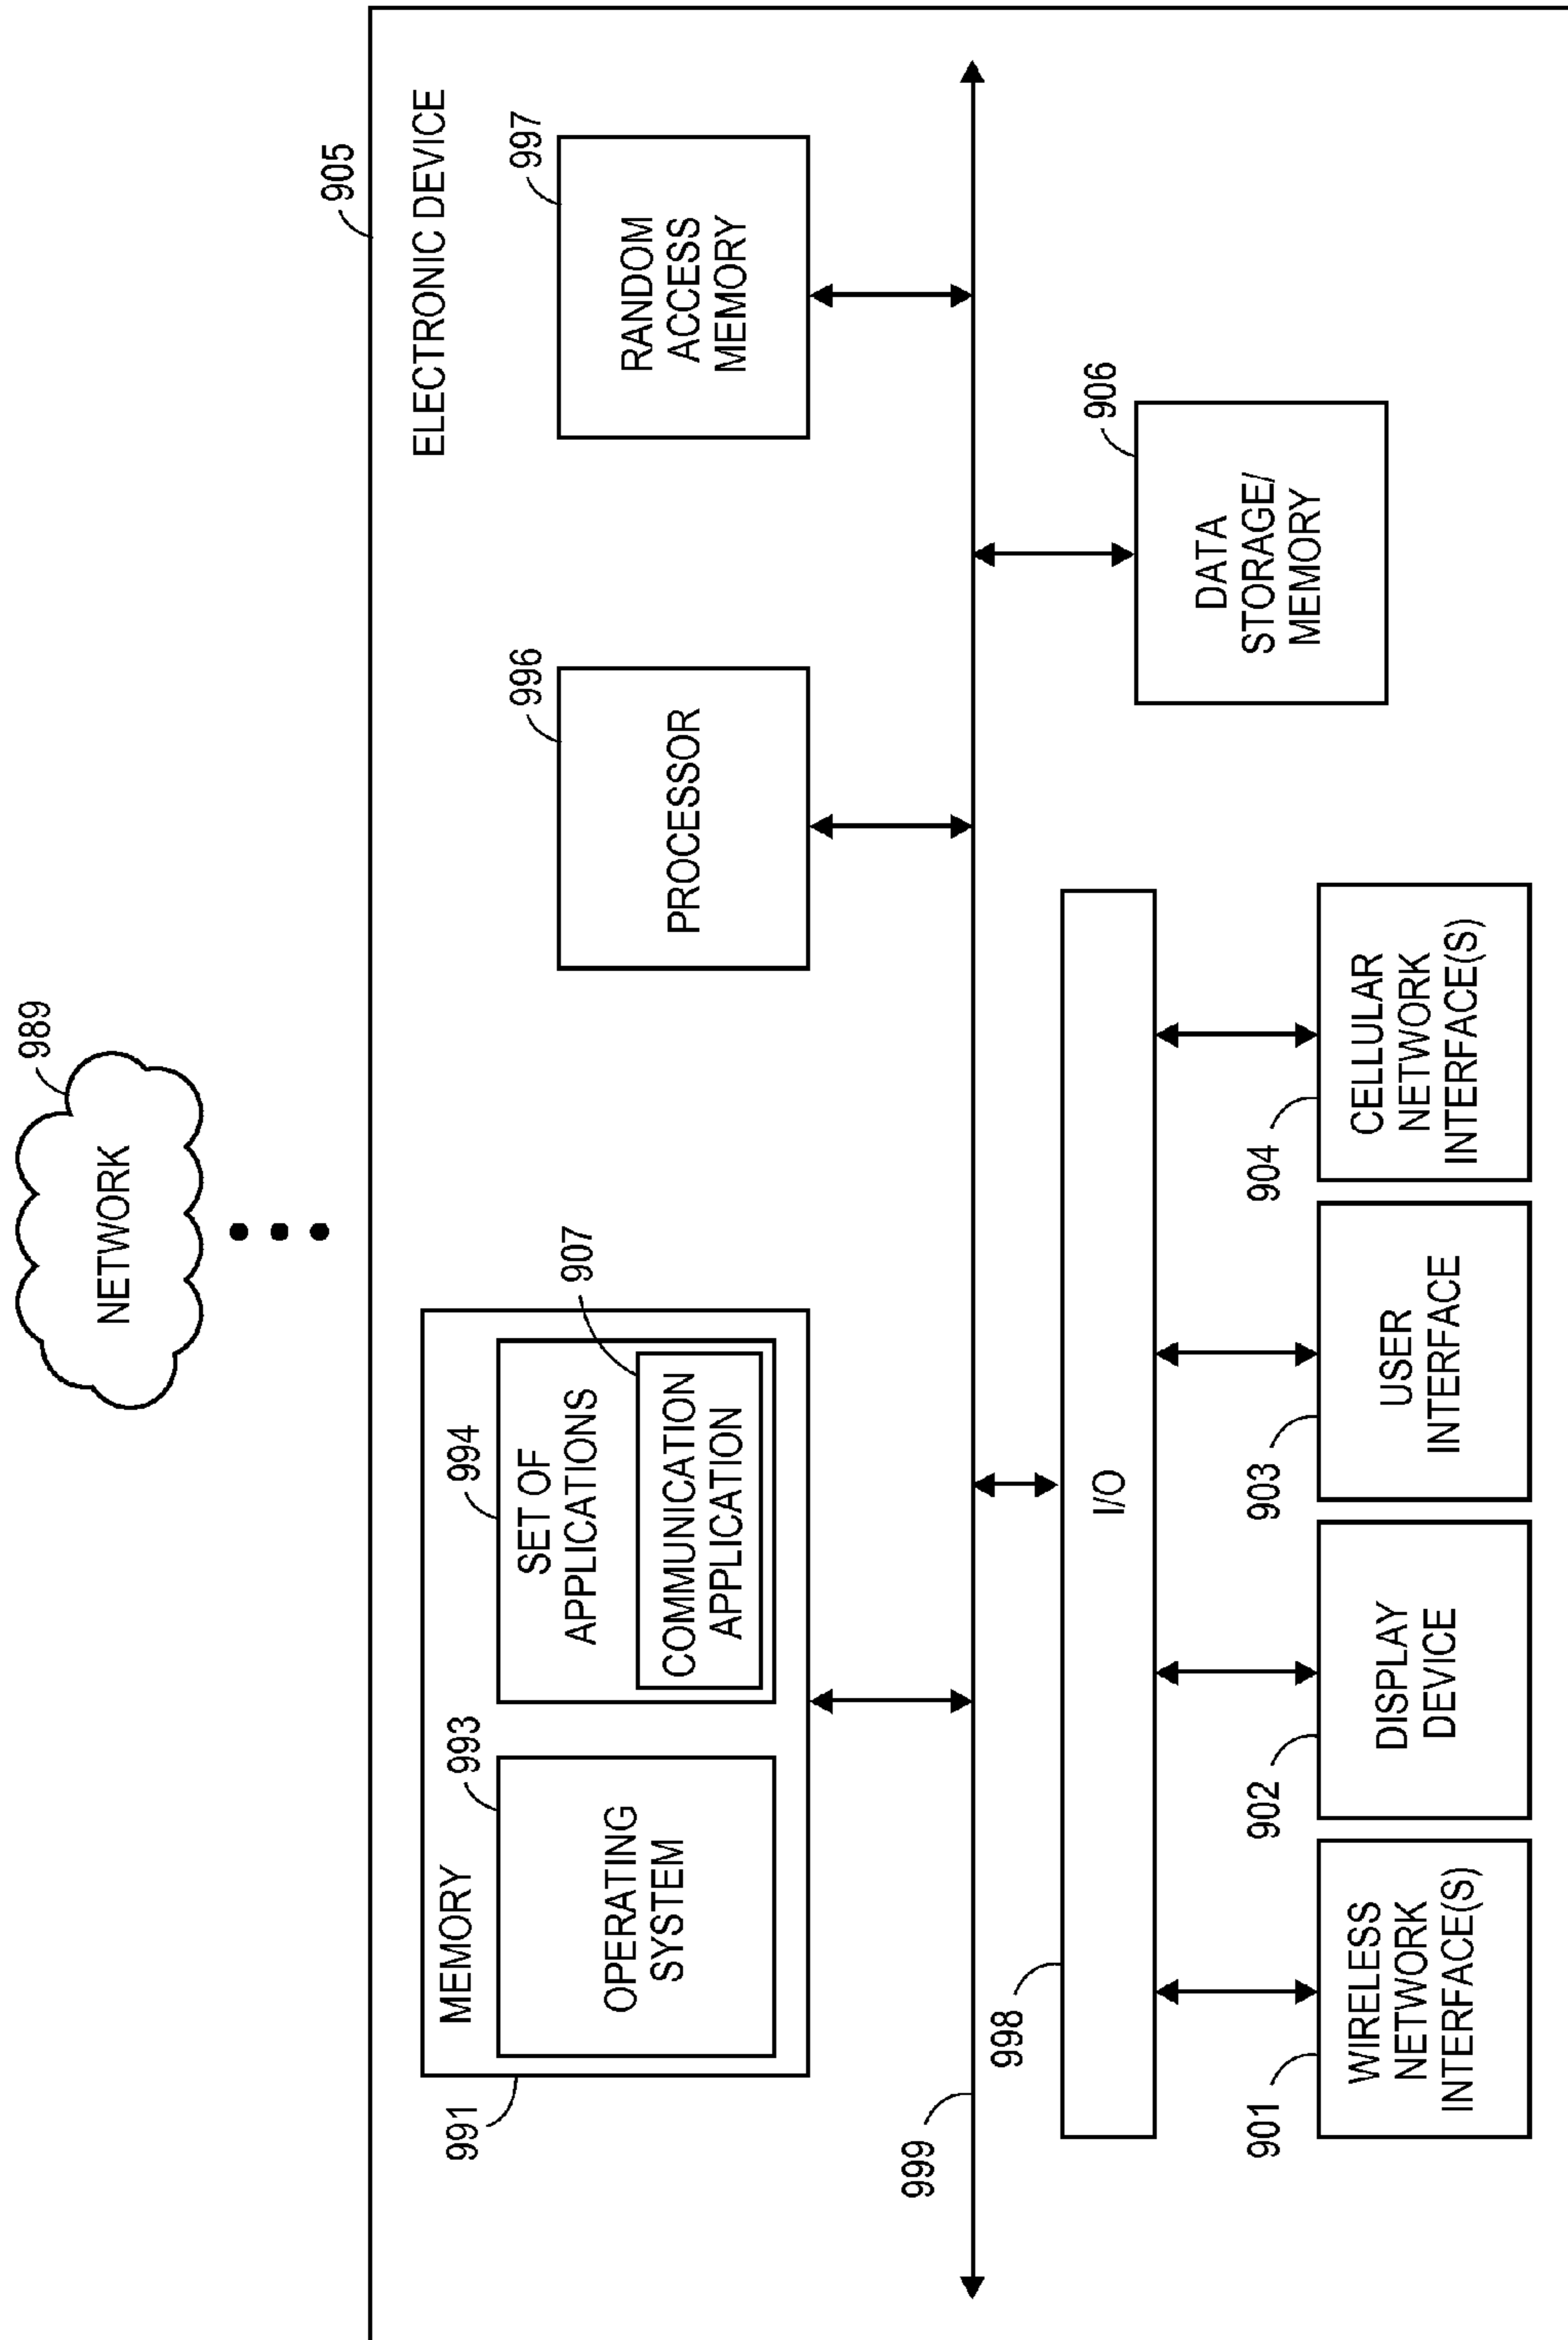 989
NETWORK
905
ELECTRONIC DEVICE
991
MEMORY
993
OPERATING
SYSTEM
994
SET OF
APPLICATIONS
907
COMMUNICATION
APPLICATION
996
PROCESSOR
997
RANDOM
ACCESS
MEMORY
999
998
I/O
906
DATA
STORAGE/
MEMORY
901
WIRELESS
NETWORK
INTERFACE(S)
902
DISPLAY
DEVICE
903
USER
INTERFACE
904
CELLULAR
NETWORK
INTERFACE(S)